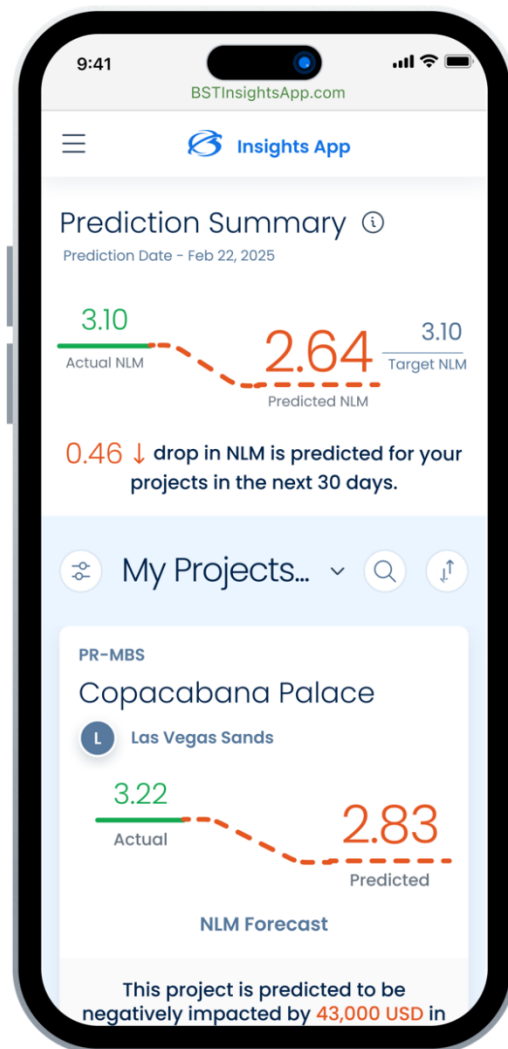 9:41
BSTInsightsApp.com
Insights App
Prediction Summary
Prediction Date - Feb 22, 2025
3.10
Actual NLM
2.64
Predicted NLM
3.10
Target NLM
0.46 ↓ drop in NLM is predicted for your
projects in the next 30 days.
My Projects...
PR-MBS
Copacabana Palace
L Las Vegas Sands
3.22
Actual
2.83
Predicted
NLM Forecast
This project is predicted to be
negatively impacted by 43,000 USD in